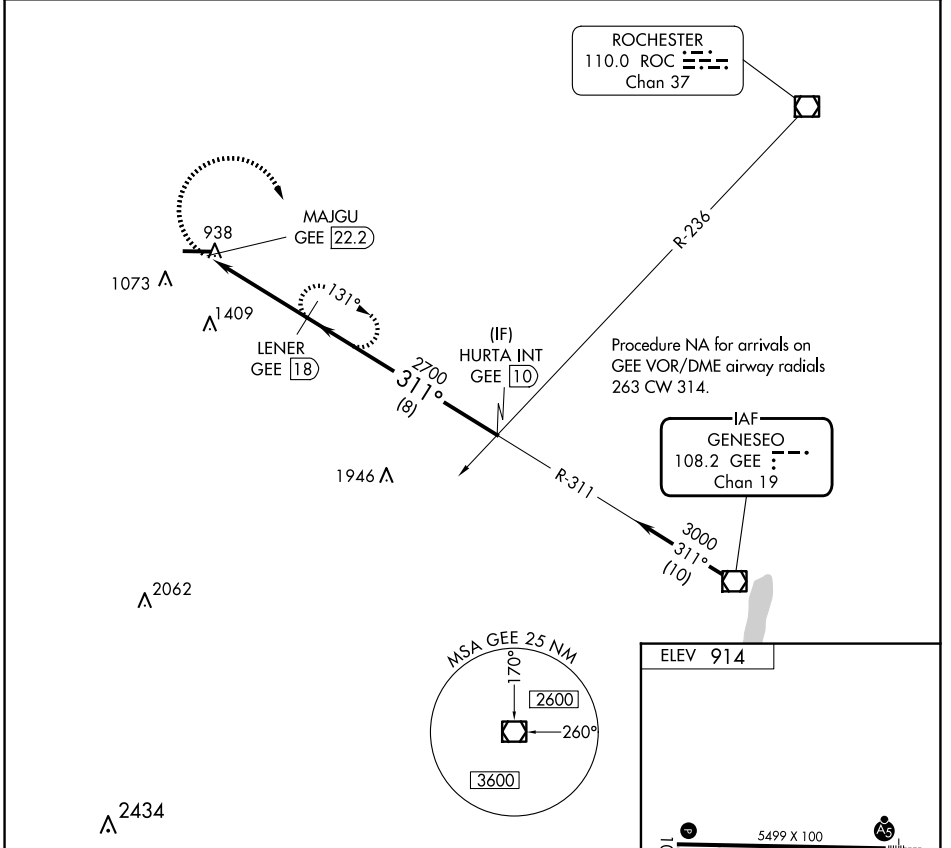 ROCHESTER
110.0 ROC
Chan 37
R-236
MAJGU
GEE 22.2
938
1073
1409
131°
LENER
GEE 18
(IF)
HURTA INT
GEE 10
2700
311°
(8)
Procedure NA for arrivals on
GEE VOR/DME airway radials
263 CW 314.
IAF
GENESEO
108.2 GEE
Chan 19
1946
R-311
3000
311°
(10)
2062
MSA GEE 25 NM
170°
2600
260°
3600
2434
ELEV 914
P
5499 X 100
A5